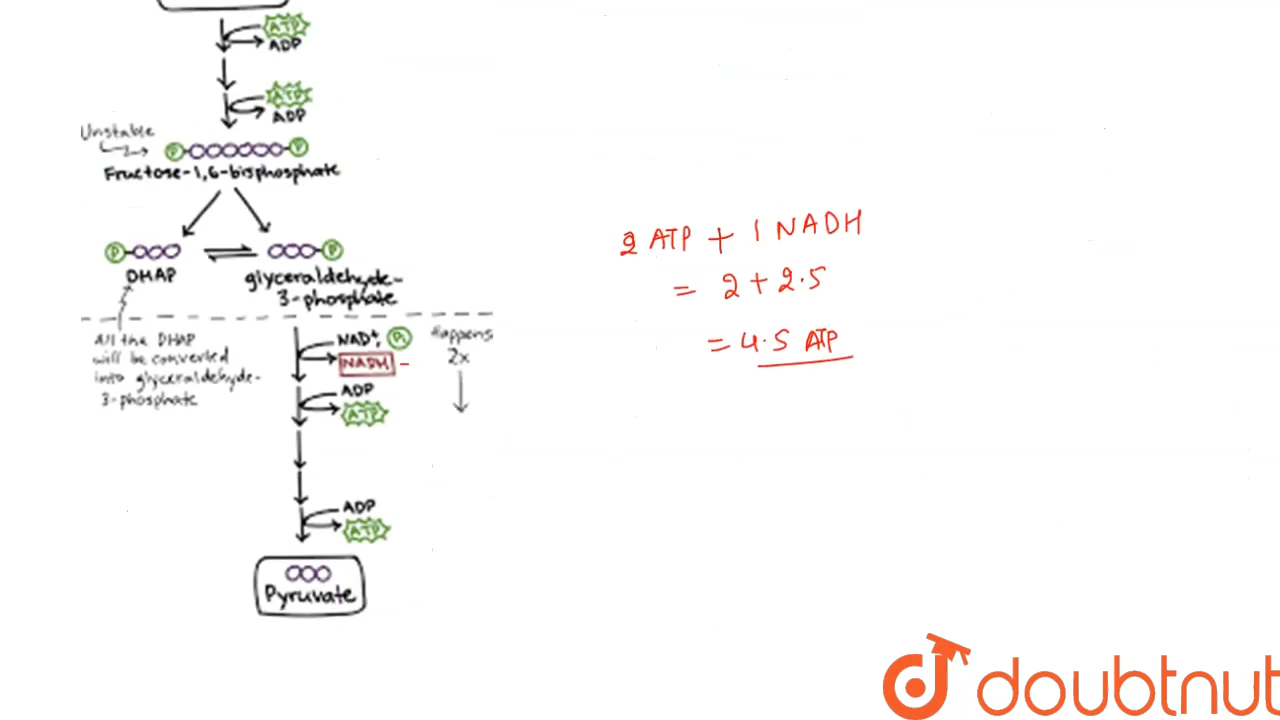 ATP
ADP
ATP
ADP
Unstable
P P
Fructose-1,6-bisphosphate
P P
DHAP
glyceraldehyde-
3-phosphate
All the DHAP
will be converted
into glyceraldehyde-
3-phosphate
NAD+, Pi
NADH
Happens
2x
ADP
ATP
ADP
ATP
Pyruvate
2 ATP + 1 NADH
= 2 + 2.5
= 4.5 ATP
doubtnut